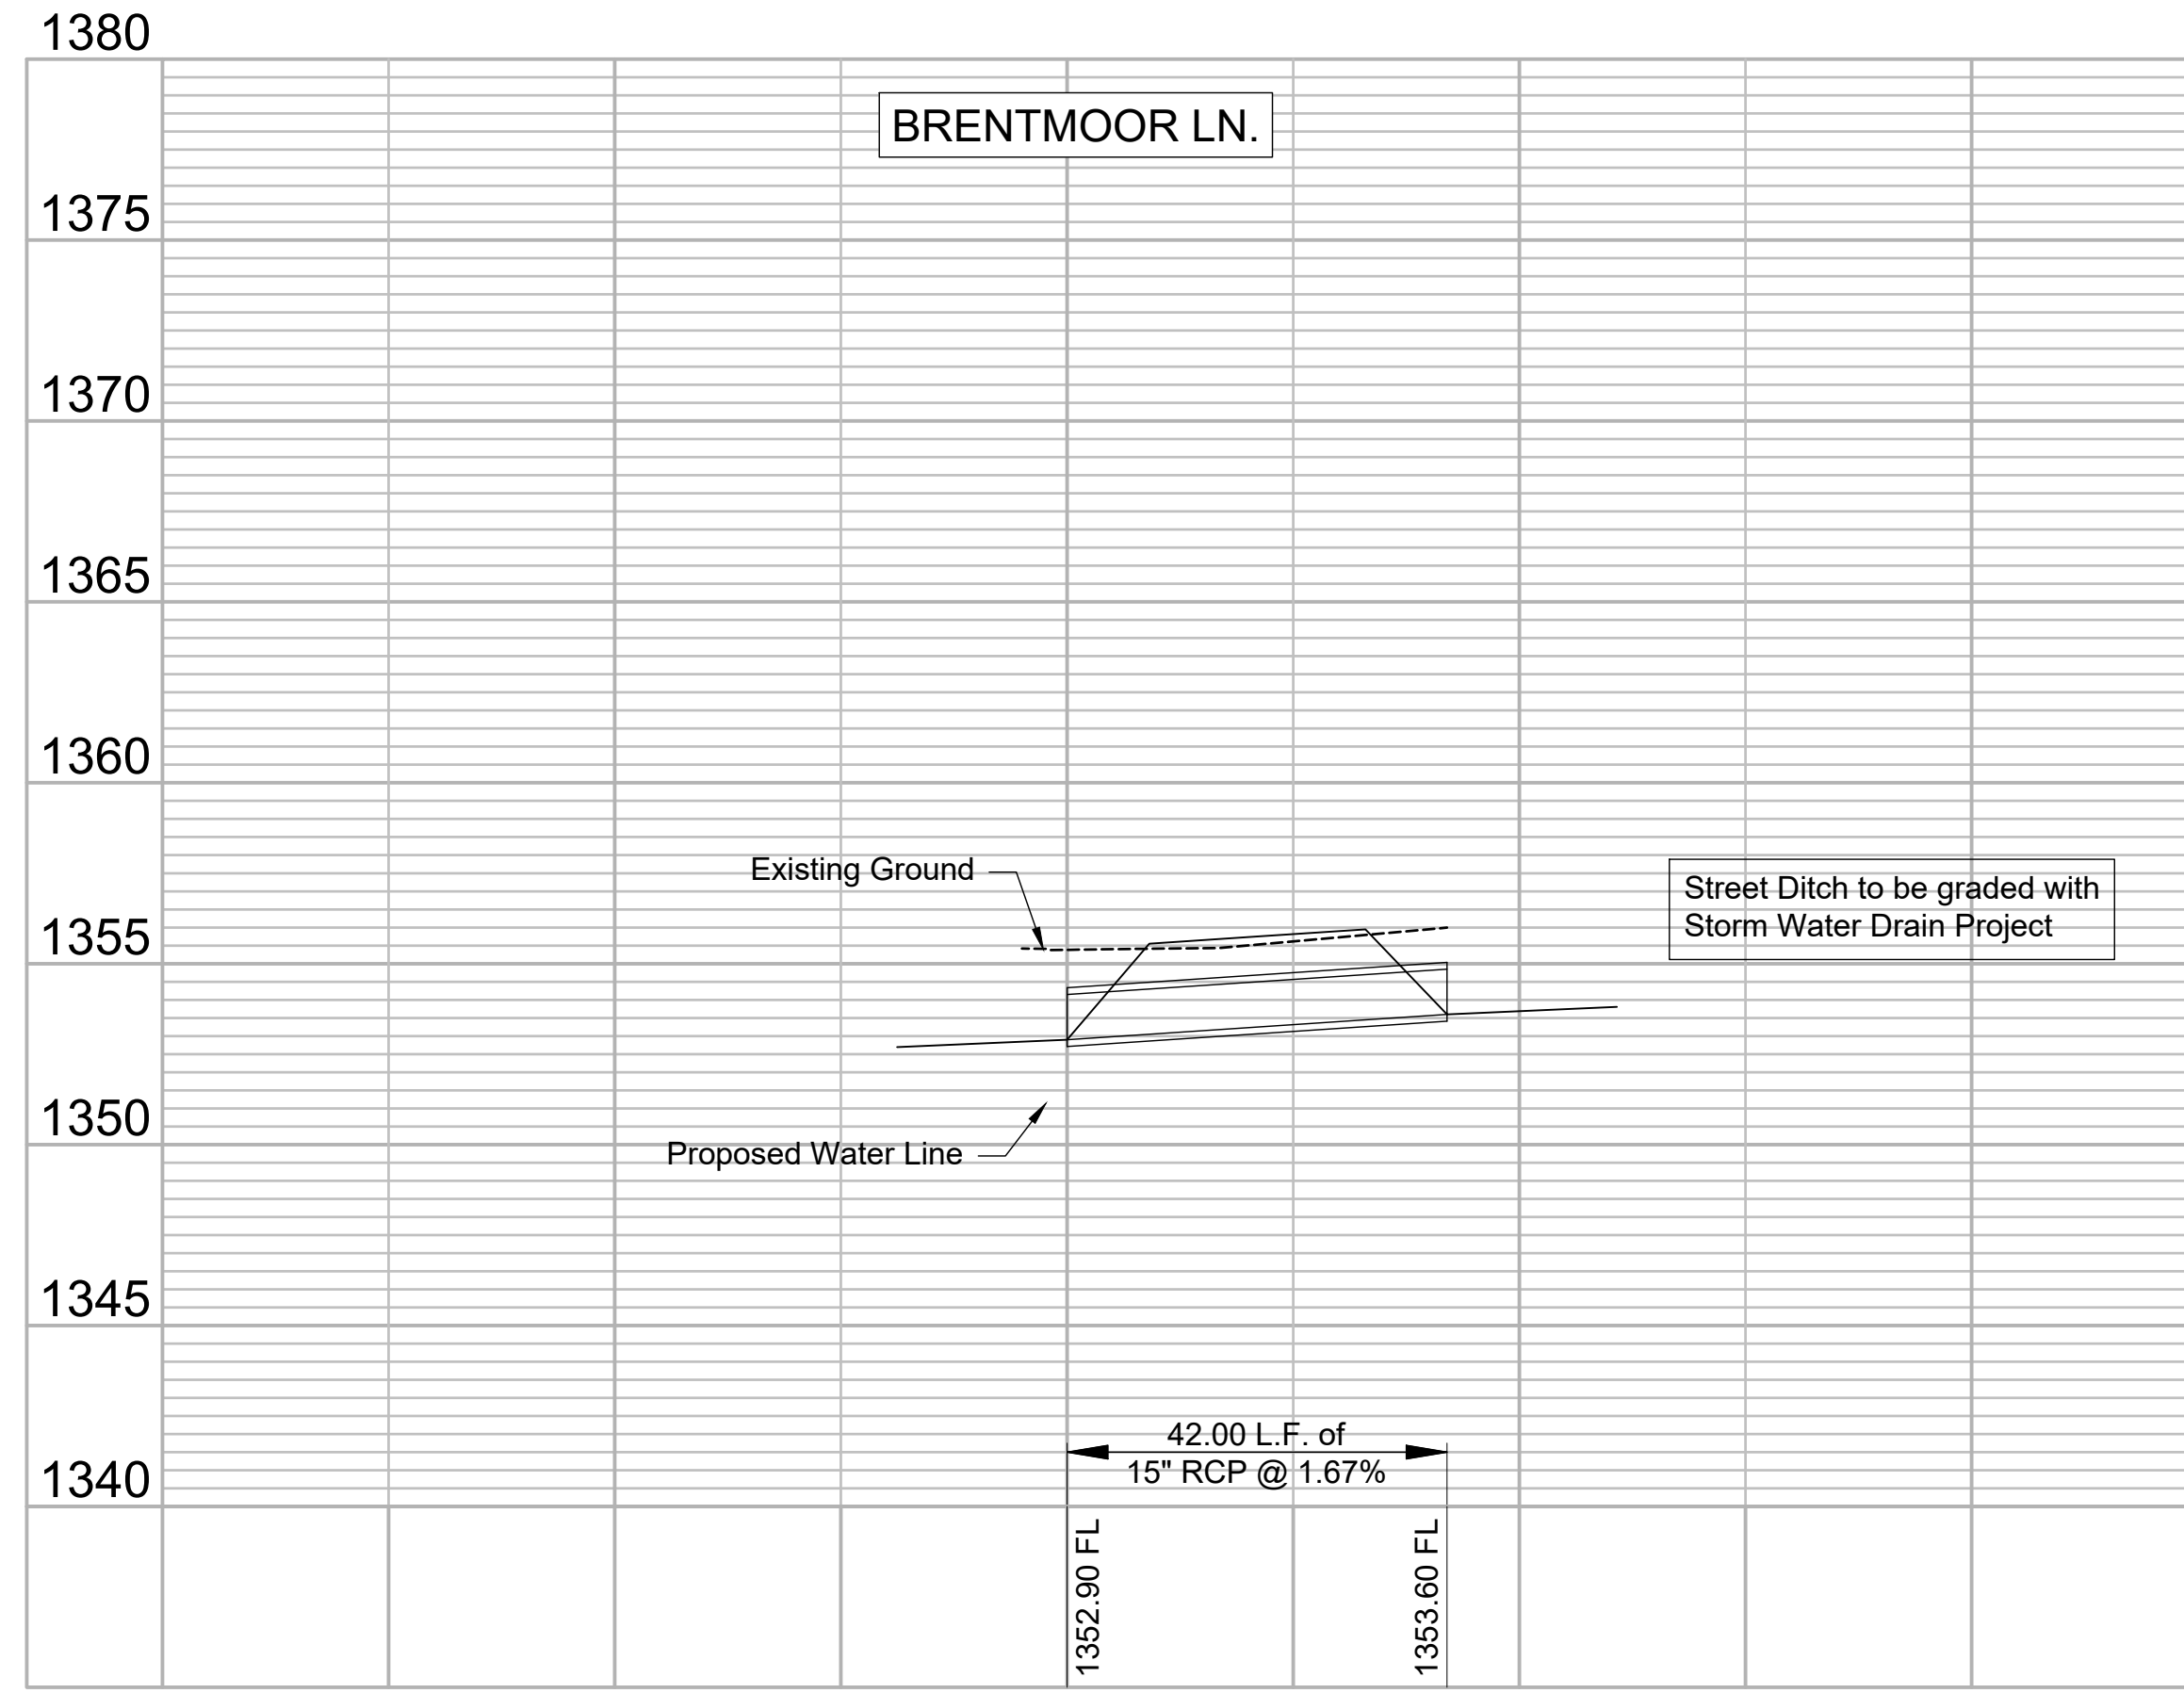 1380
BRENTMOOR LN.
1375
1370
1365
1360
Existing Ground
Street Ditch to be graded with
Storm Water Drain Project
1355
1350
Proposed Water Line
1345
42.00 L.F. of
15" RCP @ 1.67%
1340
1352.90 FL
1353.60 FL